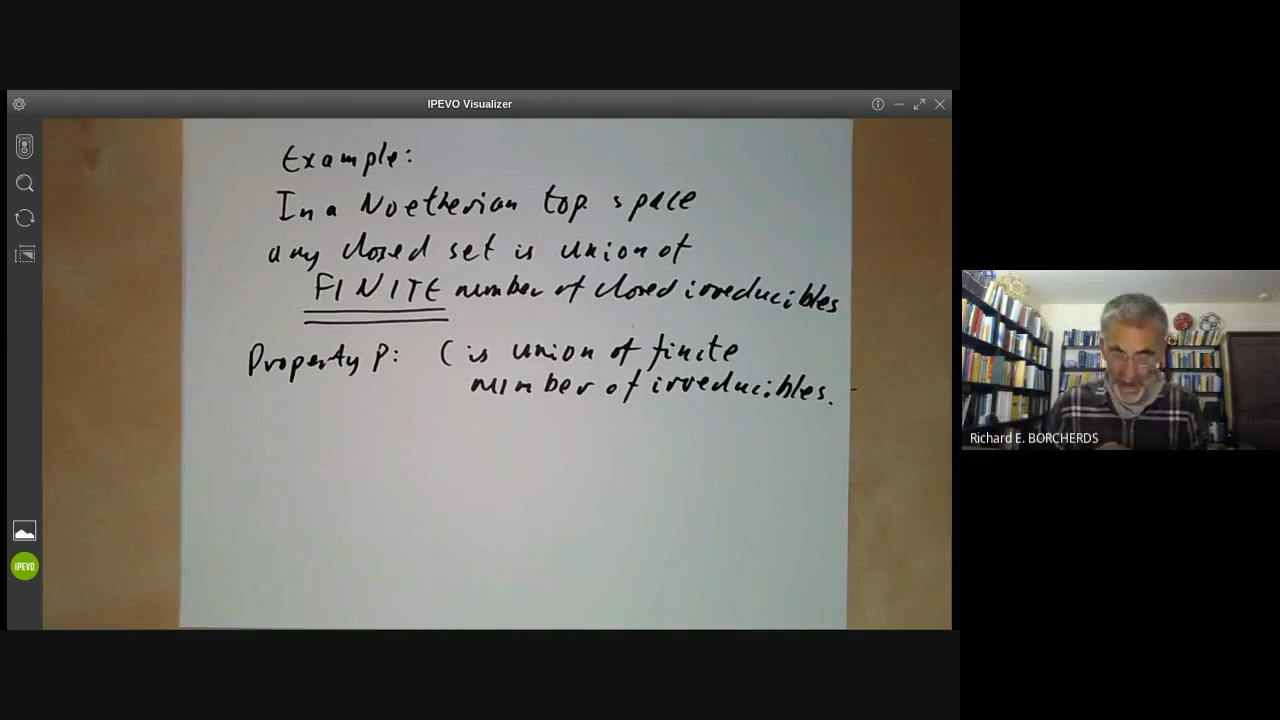 IPEVO Visualizer
Example:
In a Noetherian top space
any closed set is union of
FINITE number of closed irreducibles
Property P: C is union of finite
number of irreducibles.
Richard E. BORCHERDS
IPEVO